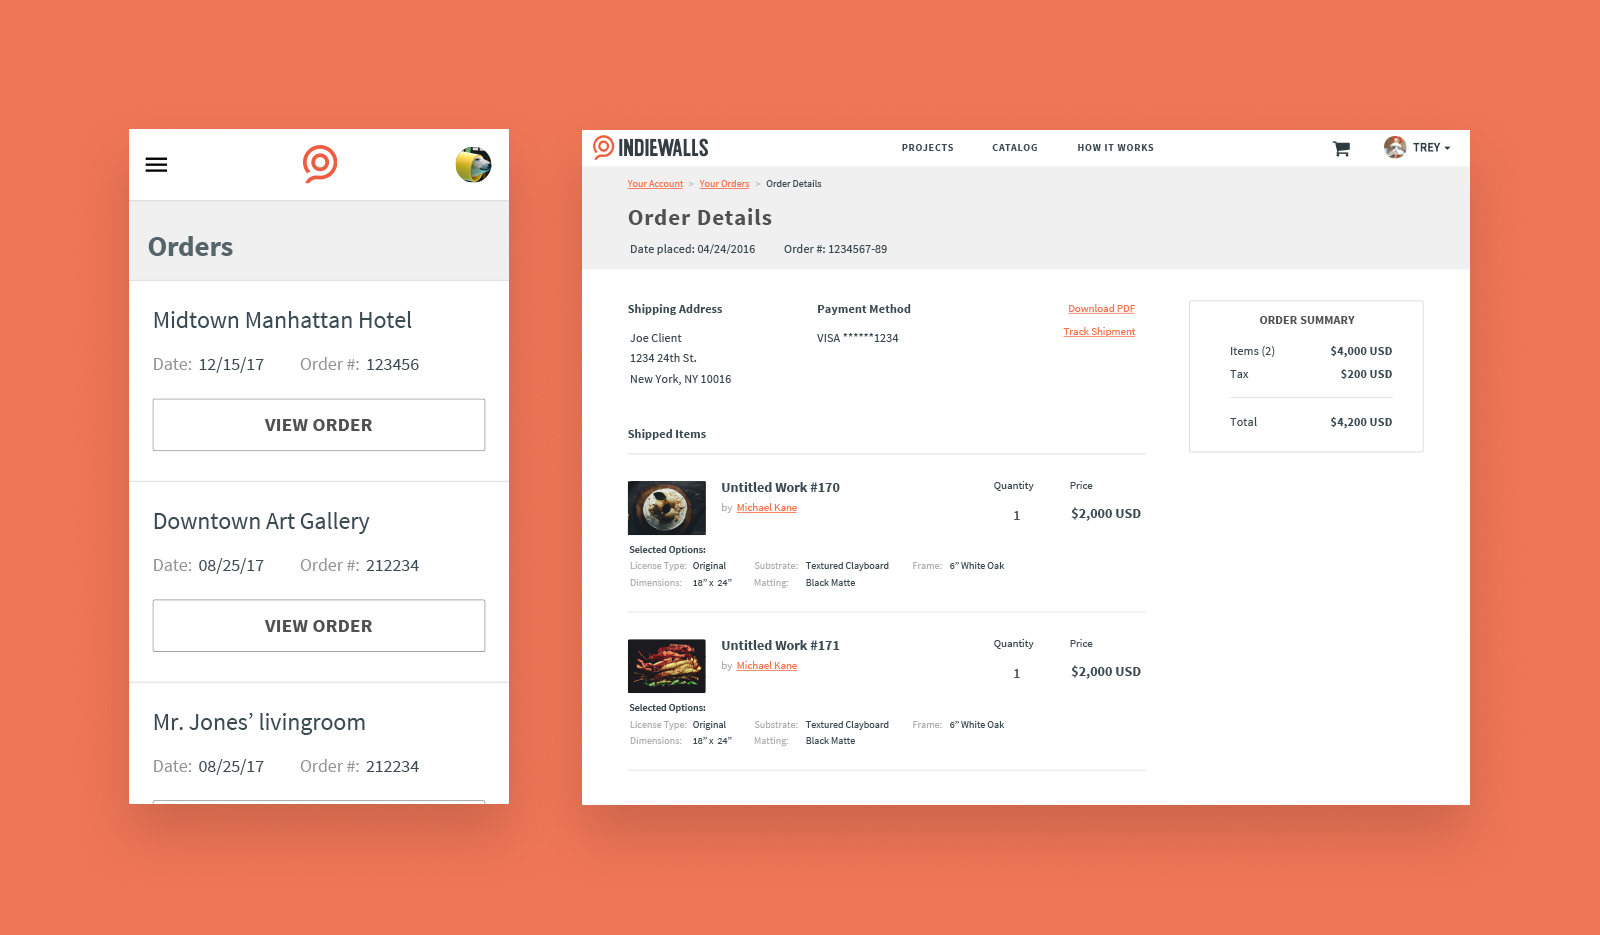 Orders
Midtown Manhattan Hotel
Date: 12/15/17 Order #: 123456
VIEW ORDER
Downtown Art Gallery
Date: 08/25/17 Order #: 212234
VIEW ORDER
Mr. Jones’ livingroom
Date: 08/25/17 Order #: 212234
INDIEWALLS PROJECTS CATALOG HOW IT WORKS TREY
Your Account > Your Orders > Order Details
Order Details
Date placed: 04/24/2016 Order #: 1234567-89
Shipping Address Payment Method Download PDF
Joe Client VISA ******1234 Track Shipment
1234 24th St.
New York, NY 10016
ORDER SUMMARY
Items (2) $4,000 USD
Tax $200 USD
Total $4,200 USD
Shipped Items
Untitled Work #170 Quantity Price
by Michael Kane 1 $2,000 USD
Selected Options:
License Type: Original Substrate: Textured Clayboard Frame: 6” White Oak
Dimensions: 18” x 24” Matting: Black Matte
Untitled Work #171 Quantity Price
by Michael Kane 1 $2,000 USD
Selected Options:
License Type: Original Substrate: Textured Clayboard Frame: 6” White Oak
Dimensions: 18” x 24” Matting: Black Matte